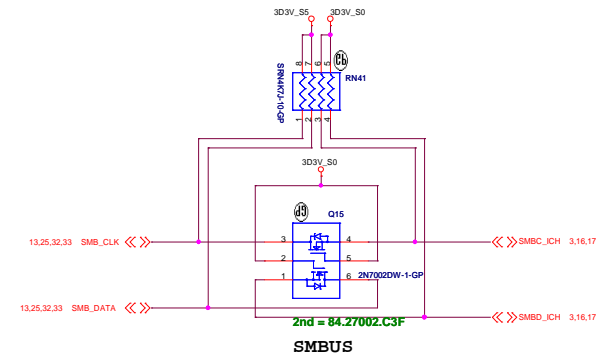 3D3V_S5
3D3V_S0
8
7
6
5
RN41
SRN4K7J-10-GP
1
2
3
4
3D3V_S0
Q15
13,25,32,33 SMB_CLK
3
4
SMBC_ICH 3,16,17
2
5
1
6
2N7002DW-1-GP
13,25,32,33 SMB_DATA
SMBD_ICH 3,16,17
2nd = 84.27002.C3F
SMBUS